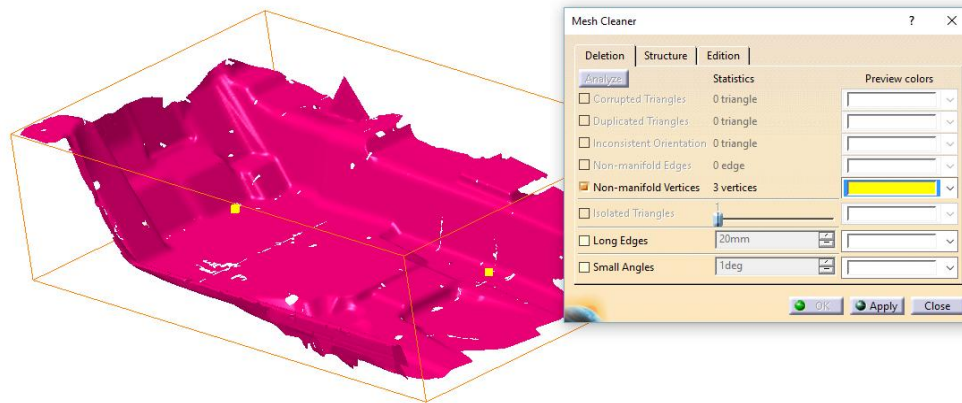 Mesh Cleaner ? ×
Deletion Structure Edition
Analyze Statistics Preview colors
Corrupted Triangles 0 triangle
Duplicated Triangles 0 triangle
Inconsistent Orientation 0 triangle
Non-manifold Edges 0 edge
Non-manifold Vertices 3 vertices
Isolated Triangles 1
Long Edges 20mm
Small Angles 1deg
OK Apply Close